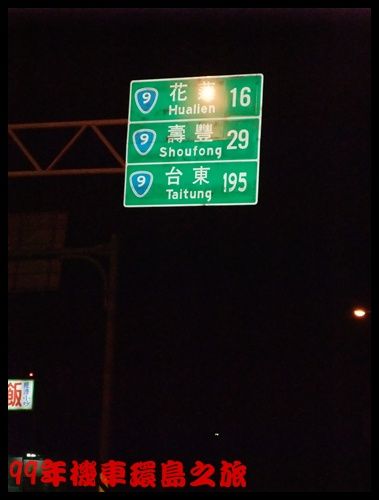 9 花蓮 16
Hualien
9 壽豐 29
Shoufong
9 台東 195
Taitung
飯
99年機車環島之旅